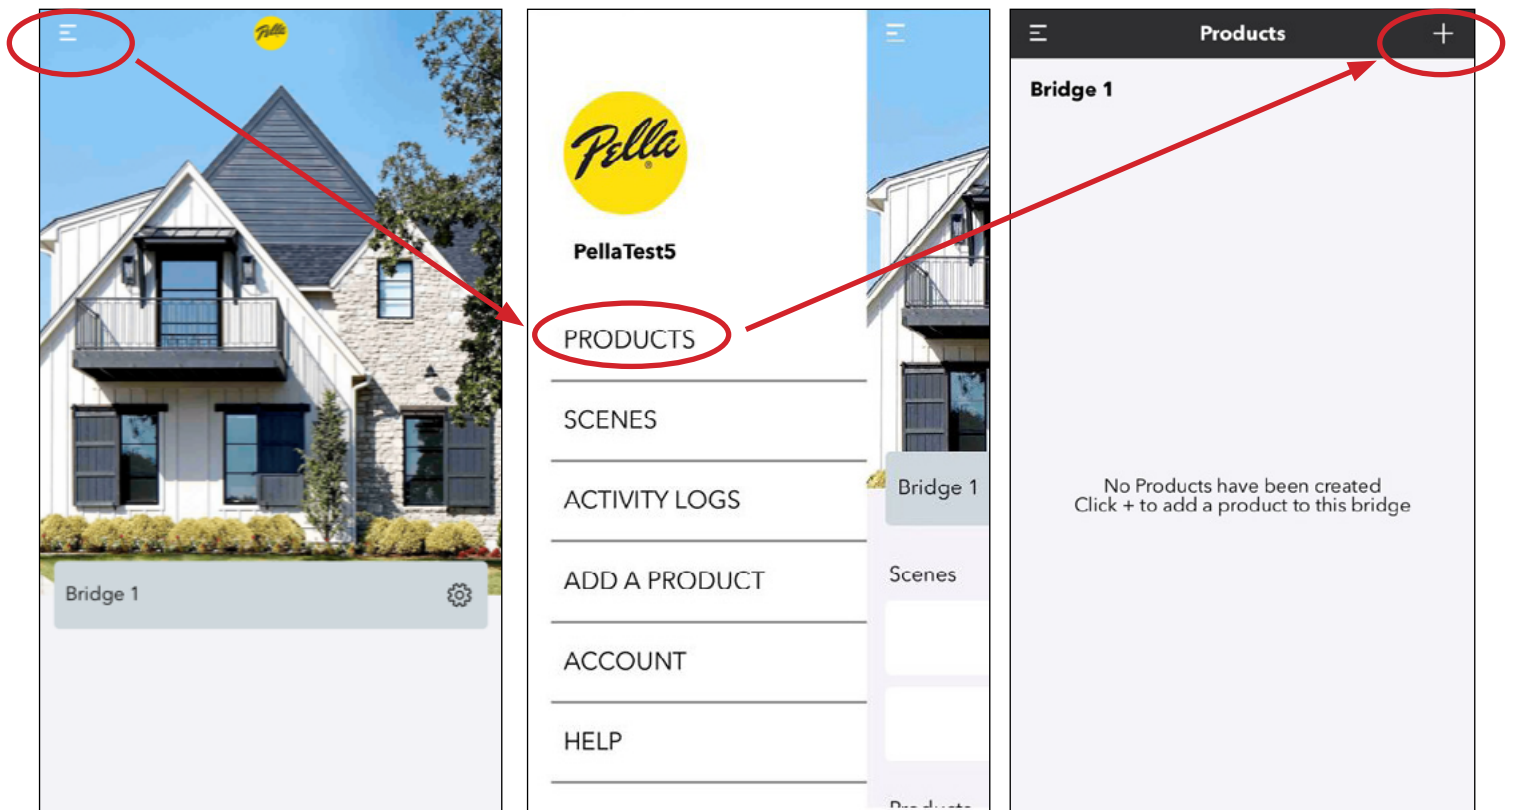 Pella
Bridge 1
Pella
®
PellaTest5
PRODUCTS
SCENES
ACTIVITY LOGS
ADD A PRODUCT
ACCOUNT
HELP
Bridge 1
Scenes
Products
Products
Bridge 1
No Products have been created
Click + to add a product to this bridge